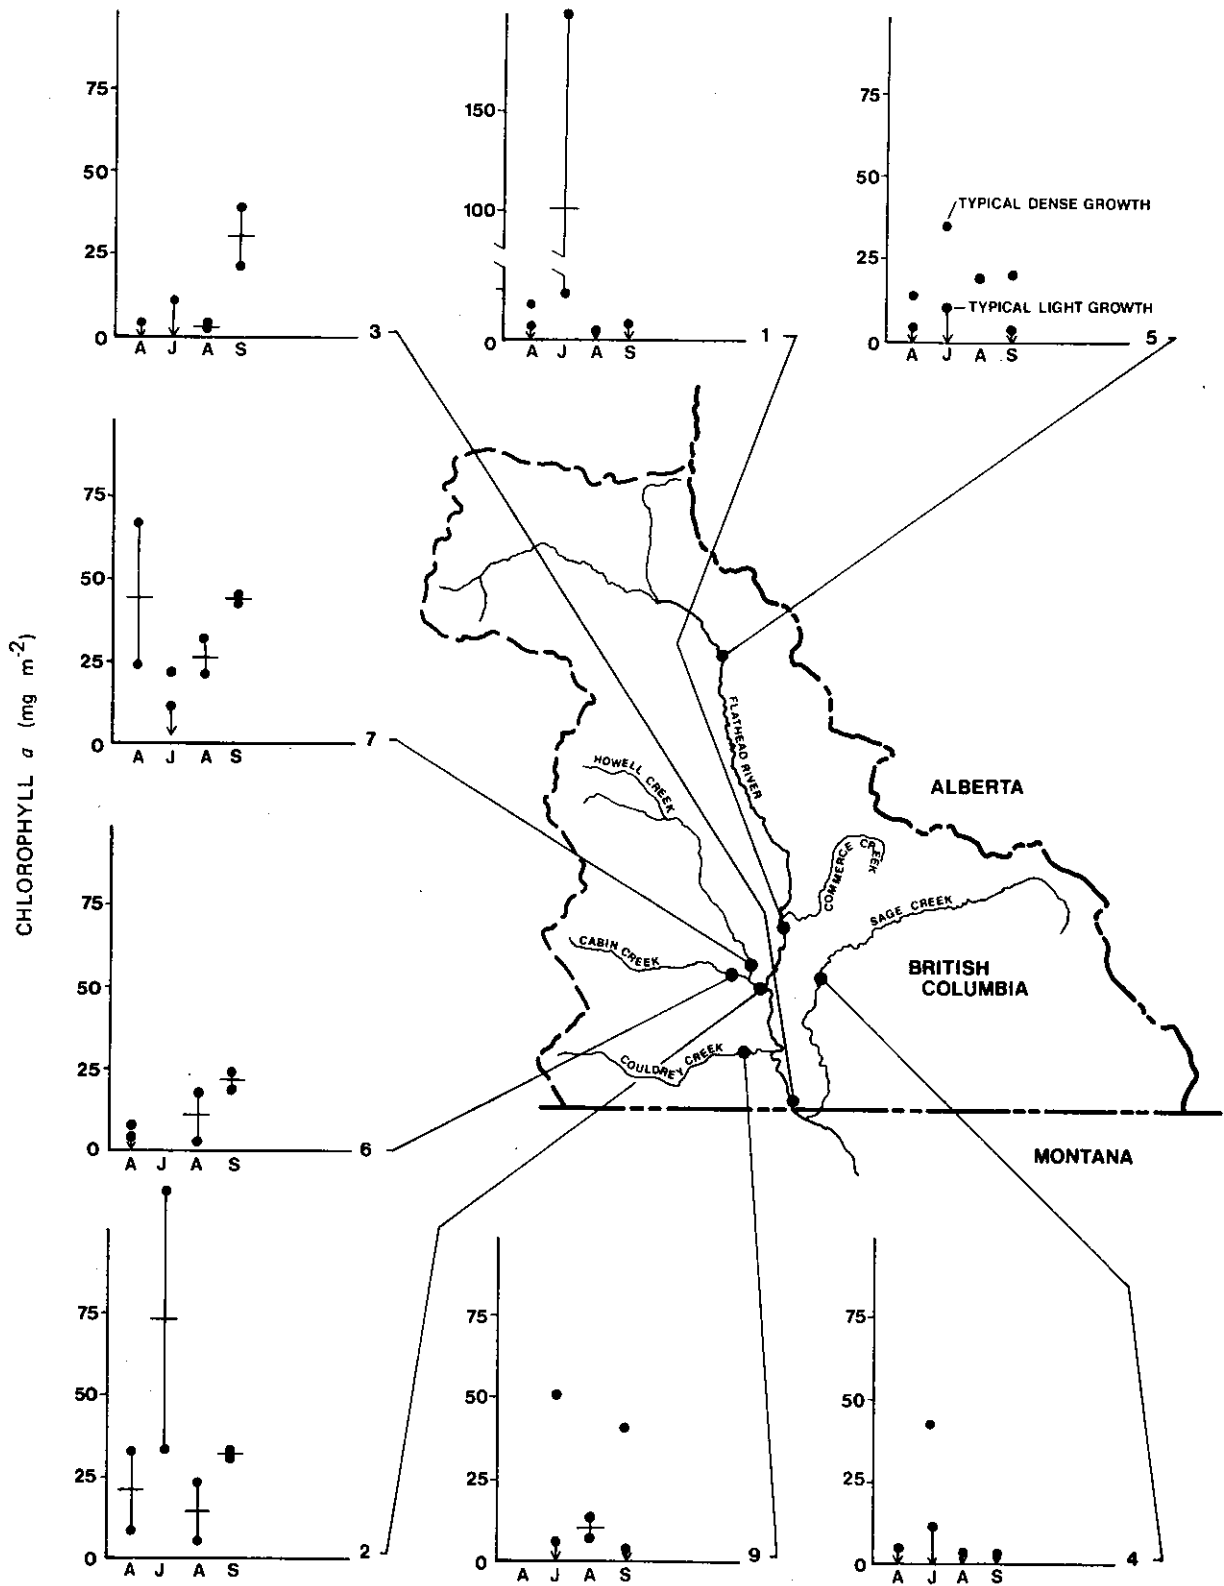 CHLOROPHYLL a (mg m-2)
75
50
25
0
A J A S
3
150
100
0
A J A S
1
75
50
25
0
TYPICAL DENSE GROWTH
TYPICAL LIGHT GROWTH
A J A S
5
75
50
25
0
A J A S
7
75
50
25
0
A J A S
6
75
50
25
0
A J A S
2
75
50
25
0
A J A S
9
75
50
25
0
A J A S
4
FLATHEAD RIVER
HOWELL CREEK
COMMERCE CREEK
SAGE CREEK
CABIN CREEK
COULDREY CREEK
ALBERTA
BRITISH
COLUMBIA
MONTANA